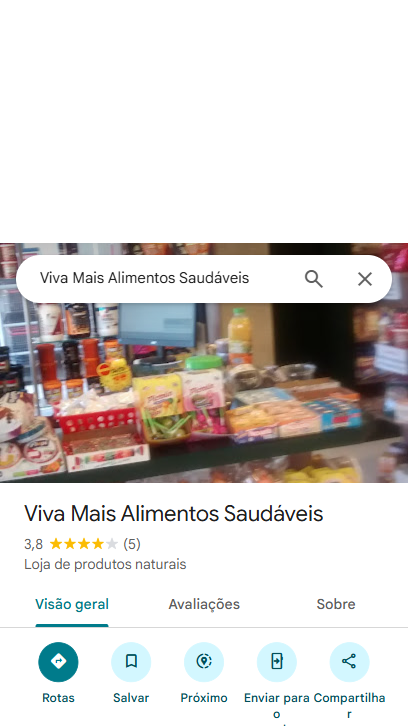 Viva Mais Alimentos Saudáveis
Viva Mais Alimentos Saudáveis
3,8 (5)
Loja de produtos naturais
Visão geral Avaliações Sobre
Rotas Salvar Próximo Enviar para o Compartilhar